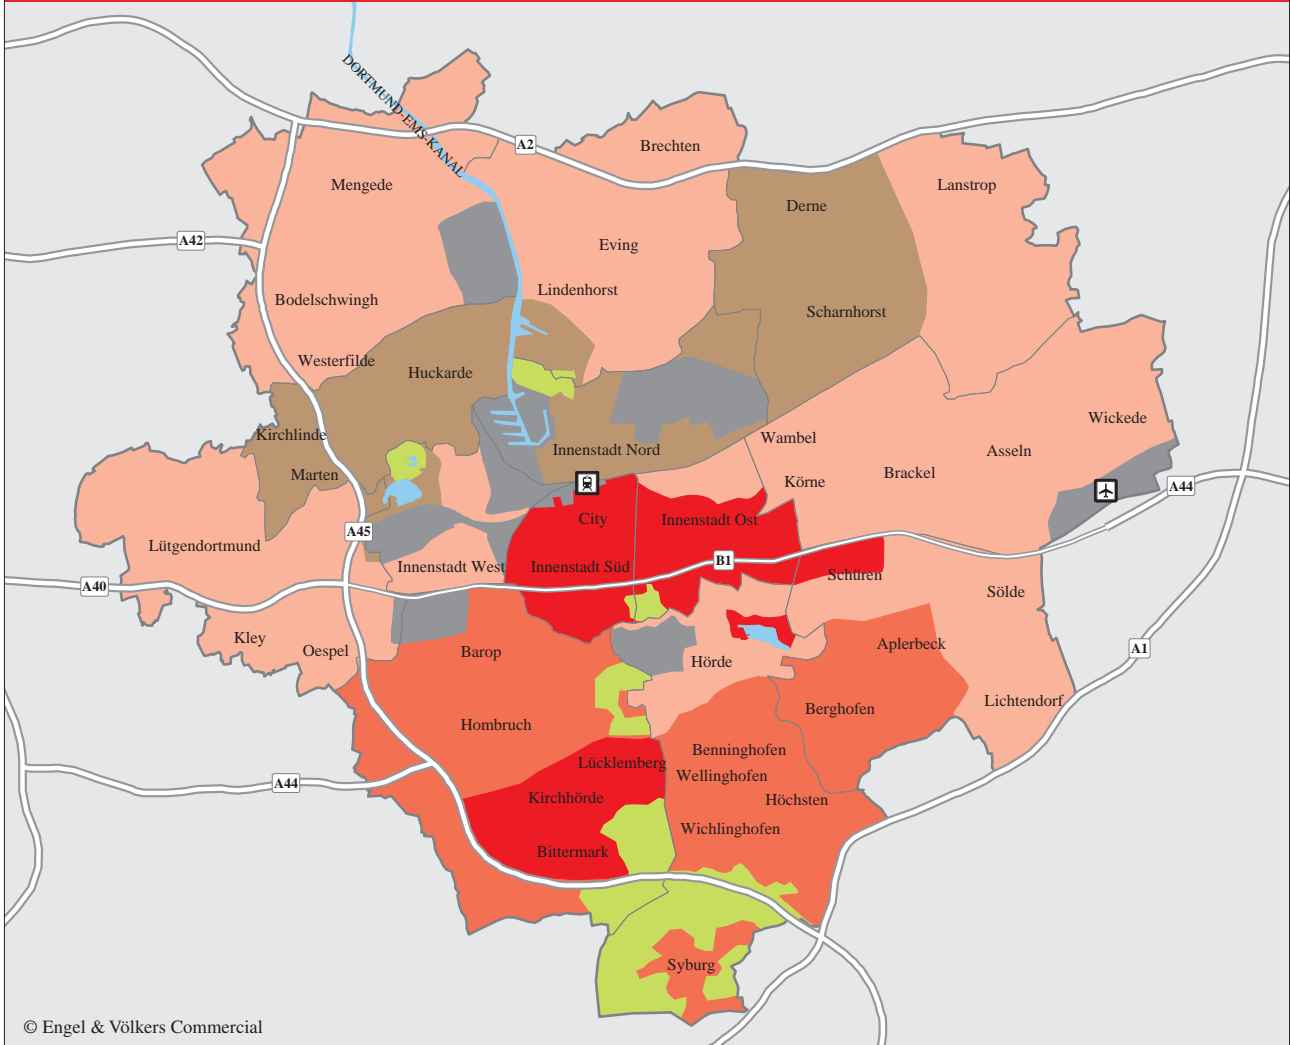 DORTMUND-EMS-KANAL
A2
Brechten
Mengede
Lanstrop
Derne
A42
Eving
Lindenhorst
Bodelschwingh
Scharnhorst
Westerfilde
Huckarde
Wickede
Kirchlinde
Wambel
Innenstadt Nord
Asseln
Marten
Körne
Brackel
A44
City
Innenstadt Ost
A45
Lütgendortmund
B1
Innenstadt West
Innenstadt Süd
Schüren
A40
Sölde
Kley
Oespel
Barop
Hörde
Aplerbeck
A1
Berghofen
Lichtendorf
Hombruch
Benninghofen
Lücklemberg
Wellinghofen
A44
Kirchhörde
Höchsten
Wichlinghofen
Bittermark
Syburg
© Engel & Völkers Commercial